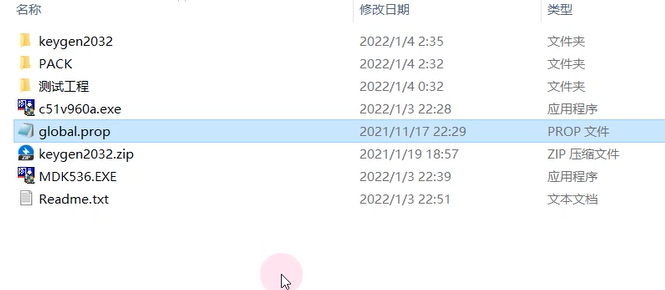 名称 修改日期 类型
keygen2032 2022/1/4 2:35 文件夹
PACK 2022/1/4 2:32 文件夹
测试工程 2022/1/4 0:32 文件夹
c51v960a.exe 2022/1/3 22:28 应用程序
global.prop 2021/11/17 22:29 PROP 文件
keygen2032.zip 2021/1/19 18:57 ZIP 压缩文件
MDK536.EXE 2022/1/3 22:39 应用程序
Readme.txt 2022/1/3 22:51 文本文档